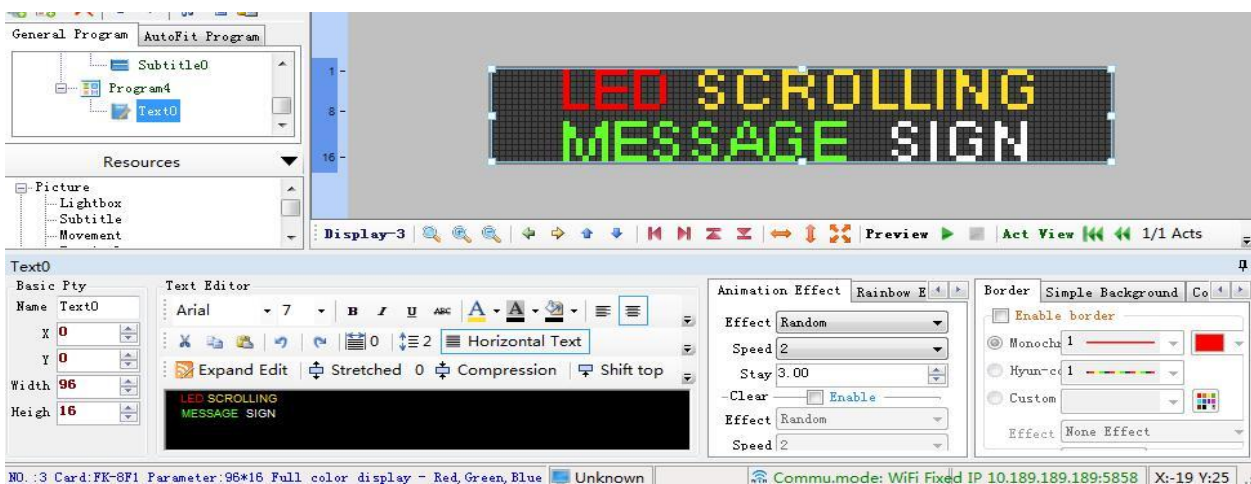 General Program AutoFit Program
Subtitle0
Program4
Text0
Resources
Picture
Lightbox
Subtitle
Movement
1
8
16
LED SCROLLING
MESSAGE SIGN
Display-3 Preview Act View 1/1 Acts
Text0
Basic Pty
Name Text0
X 0
Y 0
Width 96
Heigh 16
Text Editor
Arial 7 B I U ABC A A
0 2 Horizontal Text
Expand Edit Stretched 0 Compression Shift top
LED SCROLLING
MESSAGE SIGN
Animation Effect Rainbow E
Effect Random
Speed 2
Stay 3.00
Clear Enable
Effect Random
Speed 2
Border Simple Background Co
Enable border
Monochr 1
Hyun-co 1
Custom
Effect None Effect
NO. :3 Card:FK-8F1 Parameter:96*16 Full color display - Red,Green,Blue Unknown Commu.mode: WiFi Fixed IP 10.189.189.189:5858 X:-19 Y:25